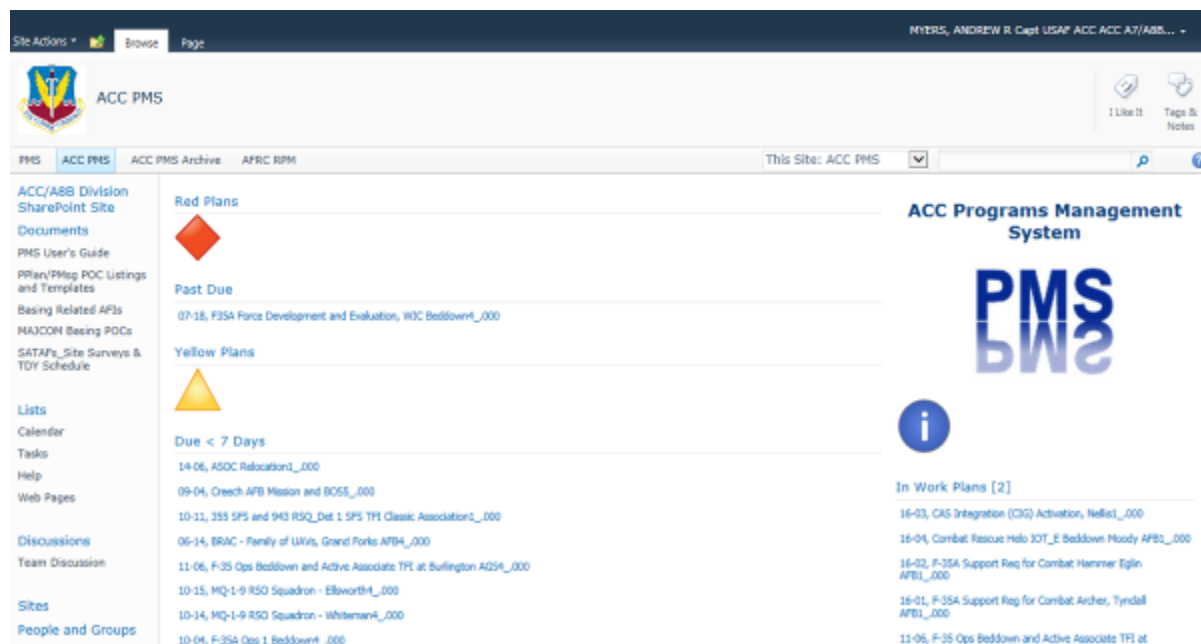 Site Actions
Browse
Page
MYERS, ANDREW R Capt USAF ACC ACC A7/A8B...
ACC PMS
I Like It
Tags &
Notes
PMS
ACC PMS
ACC PMS Archive
AFRC RPM
This Site: ACC PMS
ACC/A8B Division
SharePoint Site
Documents
PMS User's Guide
PPlan/PMsg POC Listings
and Templates
Basing Related AFIs
MAJCOM Basing POCs
SATAFs_Site Surveys &
TDY Schedule
Lists
Calendar
Tasks
Help
Web Pages
Discussions
Team Discussion
Sites
People and Groups
Red Plans
Past Due
07-18, F35A Force Development and Evaluation, WIC Beddown4_.000
Yellow Plans
Due < 7 Days
14-06, ASOC Relocation1_.000
09-04, Creech AFB Mission and BOS5_.000
10-11, 355 SFS and 943 RSQ_Det 1 SFS TFI Classic Association1_.000
06-14, BRAC - Family of UAVs, Grand Forks AFB4_.000
11-06, F-35 Ops Beddown and Active Associate TFI at Burlington AGS4_.000
10-15, MQ-1-9 RSO Squadron - Ellsworth4_.000
10-14, MQ-1-9 RSO Squadron - Whiteman4_.000
10-04, F-35A Ops 1 Beddown4_.000
ACC Programs Management
System
PMS
i
In Work Plans [2]
16-03, CAS Integration (CIG) Activation, Nellis1_.000
16-04, Combat Rescue Helo IOT_E Beddown Moody AFB1_.000
16-02, F-35A Support Req for Combat Hammer Eglin
AFB1_.000
16-01, F-35A Support Req for Combat Archer, Tyndall
AFB1_.000
11-06, F-35 Ops Beddown and Active Associate TFI at